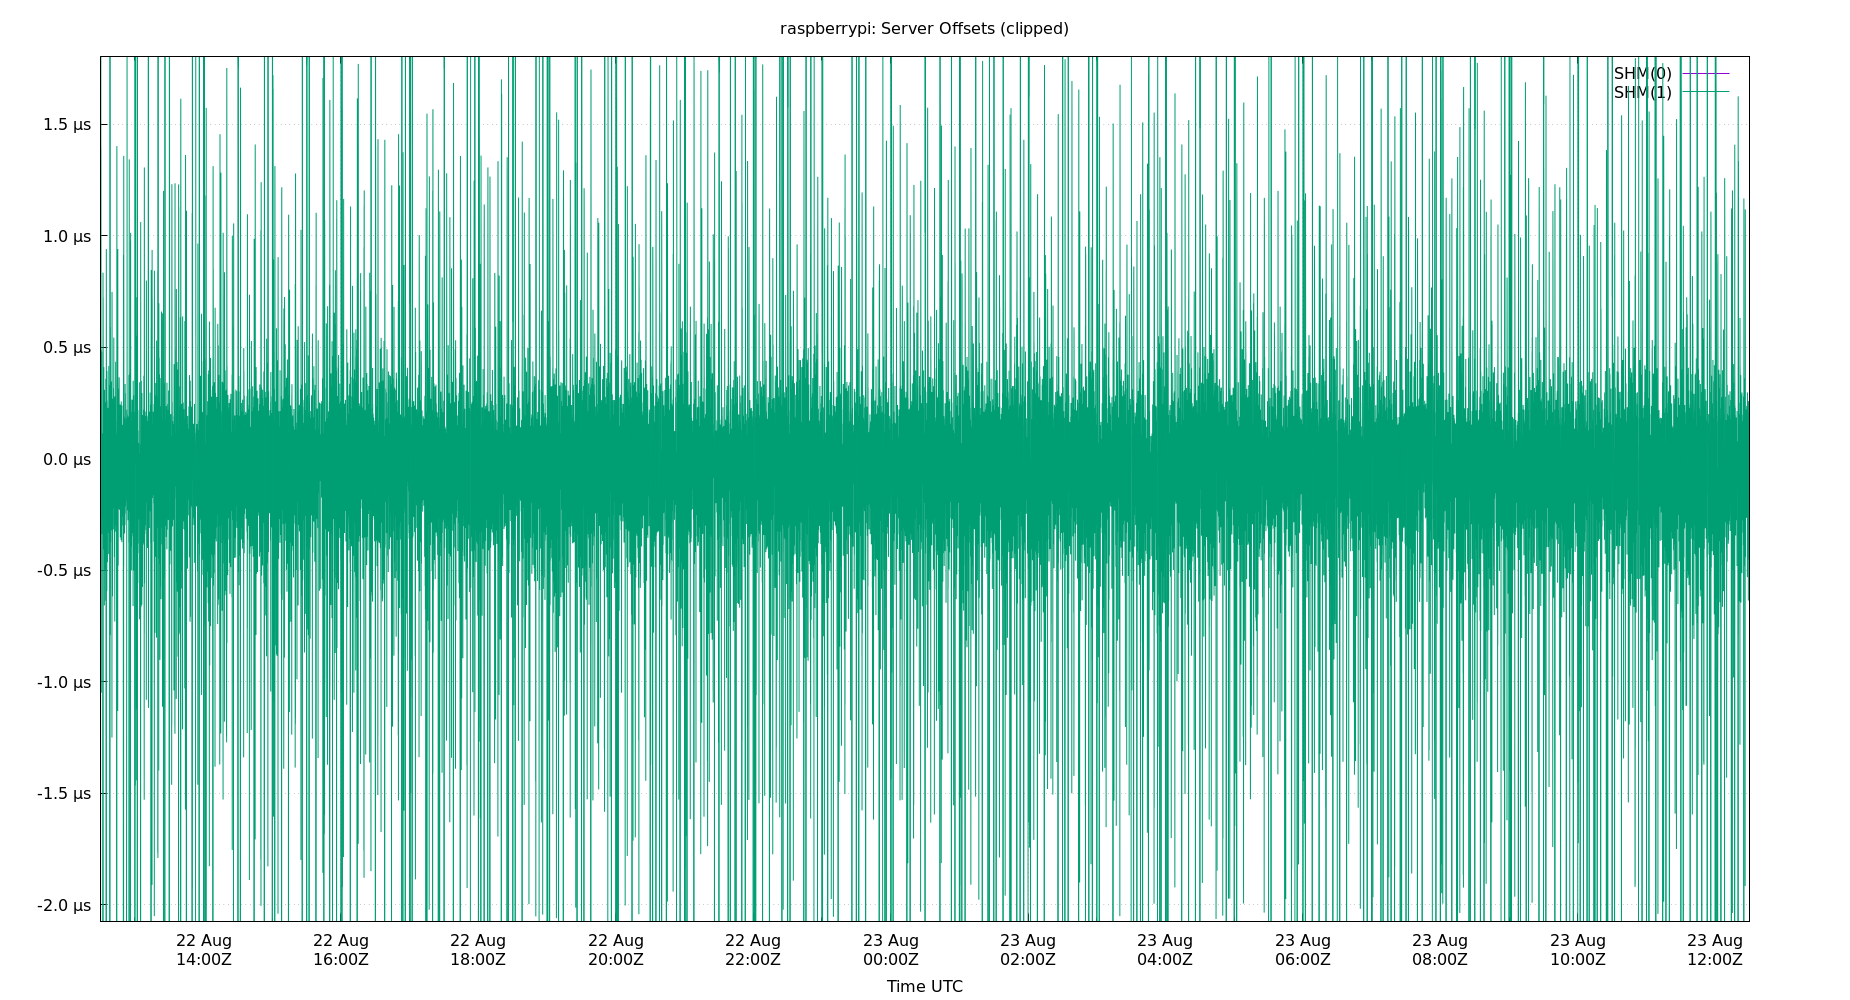 raspberrypi: Server Offsets (clipped)
SHM(0)
SHM(1)
1.5 µs
1.0 µs
0.5 µs
0.0 µs
-0.5 µs
-1.0 µs
-1.5 µs
-2.0 µs
22 Aug 22 Aug 22 Aug 22 Aug 22 Aug 23 Aug 23 Aug 23 Aug 23 Aug 23 Aug 23 Aug 23 Aug
14:00Z 16:00Z 18:00Z 20:00Z 22:00Z 00:00Z 02:00Z 04:00Z 06:00Z 08:00Z 10:00Z 12:00Z
Time UTC